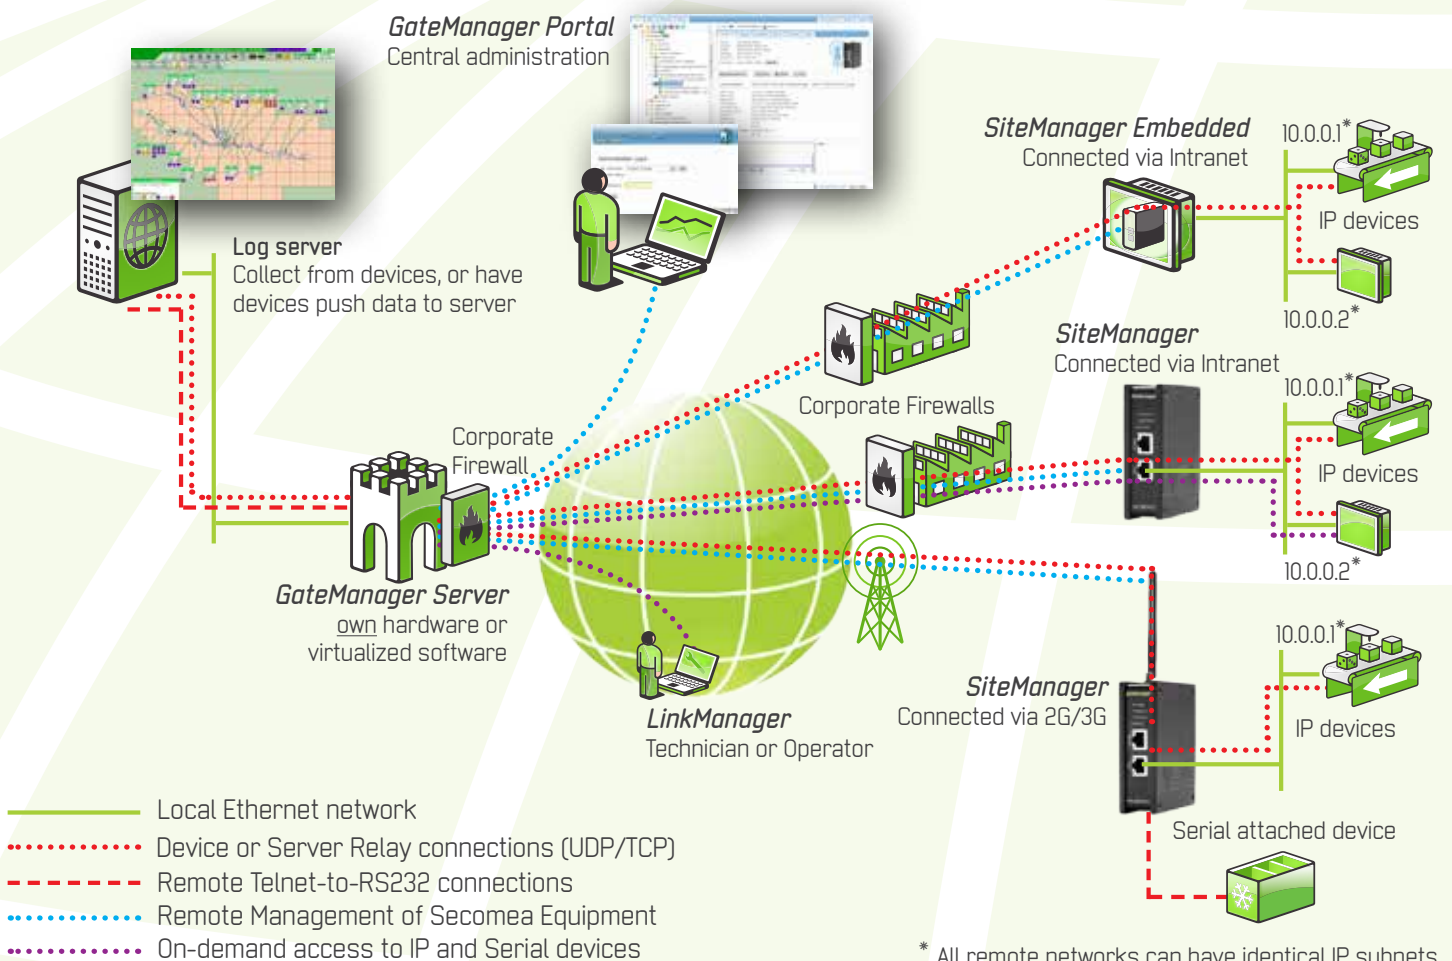 GateManager Portal
Central administration
Log server
Collect from devices, or have
devices push data to server
SiteManager Embedded
Connected via Intranet
10.0.0.1*
IP devices
10.0.0.2*
SiteManager
Connected via Intranet
10.0.0.1*
IP devices
10.0.0.2*
Corporate Firewalls
Corporate
Firewall
GateManager Server
own hardware or
virtualized software
LinkManager
Technician or Operator
SiteManager
Connected via 2G/3G
10.0.0.1*
IP devices
Serial attached device
Local Ethernet network
Device or Server Relay connections (UDP/TCP)
Remote Telnet-to-RS232 connections
Remote Management of Secomea Equipment
On-demand access to IP and Serial devices
* All remote networks can have identical IP subnets